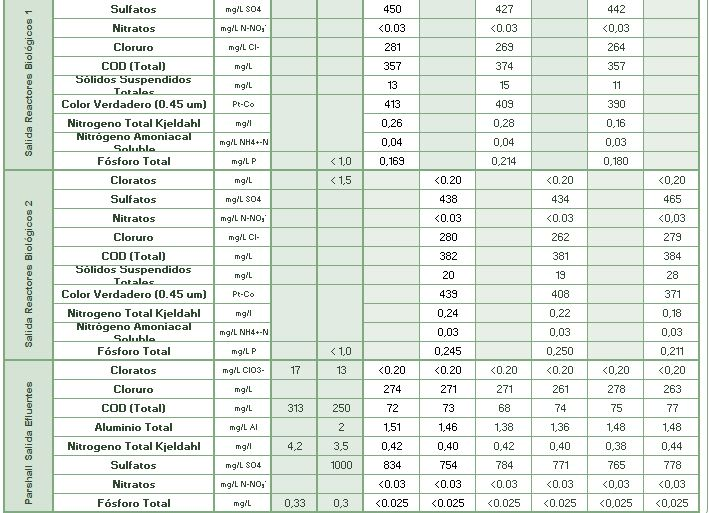 Salida Reactores Biológicos 1
Sulfatos mg/L SO4 450 427 442
Nitratos mg/L N-NO₃⁻ <0.03 <0.03 <0,03
Cloruro mg/L Cl- 281 269 264
COD (Total) mg/L 357 374 357
Sólidos Suspendidos Totales mg/L 13 15 11
Color Verdadero (0.45 um) Pt-Co 413 409 390
Nitrogeno Total Kjeldahl mg/l 0,26 0,28 0,16
Nitrógeno Amoniacal Soluble mg/L NH4+-N 0,04 0,04 0,03
Fósforo Total mg/L P < 1,0 0,169 0,214 0,180
Salida Reactores Biológicos 2
Cloratos mg/L < 1,5 <0.20 <0.20 <0,20
Sulfatos mg/L SO4 438 434 465
Nitratos mg/L N-NO₃⁻ <0.03 <0.03 <0,03
Cloruro mg/L Cl- 280 262 279
COD (Total) mg/L 382 381 384
Sólidos Suspendidos Totales mg/L 20 19 28
Color Verdadero (0.45 um) Pt-Co 439 408 371
Nitrogeno Total Kjeldahl mg/l 0,24 0,22 0,18
Nitrógeno Amoniacal Soluble mg/L NH4+-N 0,03 0,03 0,03
Fósforo Total mg/L P < 1,0 0,245 0,250 0,211
Parshall Salida Efluentes
Cloratos mg/L ClO3- 17 13 <0.20 <0.20 <0.20 <0.20 <0,20 <0,20
Cloruro mg/L 274 271 271 261 278 263
COD (Total) mg/L 313 250 72 73 68 74 75 77
Aluminio Total mg/L Al 2 1,51 1,46 1,38 1,36 1,48 1,48
Nitrogeno Total Kjeldahl mg/l 4,2 3,5 0,42 0,40 0,42 0,40 0,38 0,44
Sulfatos mg/L SO4 1000 834 754 784 771 765 778
Nitratos mg/L N-NO₃⁻ <0.03 <0.03 <0.03 <0.03 <0,03 <0,03
Fósforo Total mg/L 0,33 0,3 <0.025 <0.025 <0.025 <0.025 <0,025 <0,025